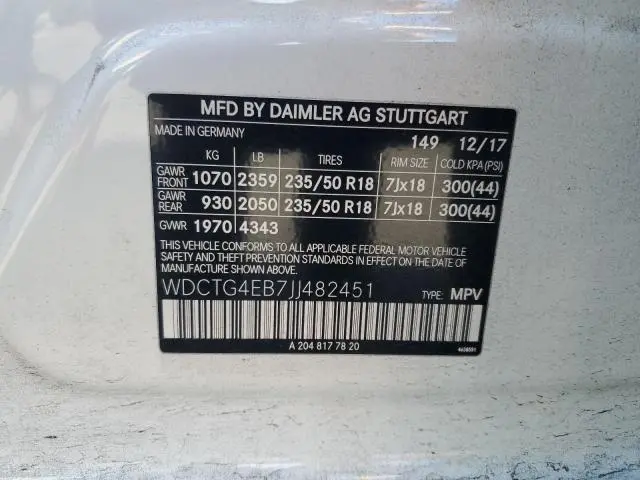 MFD BY DAIMLER AG STUTTGART
MADE IN GERMANY 149 12/17
KG LB TIRES RIM SIZE COLD KPA(PSI)
GAWR FRONT 1070 2359 235/50 R18 7Jx18 300(44)
GAWR REAR 930 2050 235/50 R18 7Jx18 300(44)
GVWR 1970 4343
THIS VEHICLE CONFORMS TO ALL APPLICABLE FEDERAL MOTOR VEHICLE
SAFETY AND THEFT PREVENTION STANDARDS IN EFFECT ON THE DATE OF
MANUFACTURE SHOWN ABOVE.
WDCTG4EB7JJ482451 TYPE: MPV
A 204 817 78 20